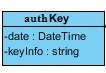 authKey
-date : DateTime
-keyInfo : string